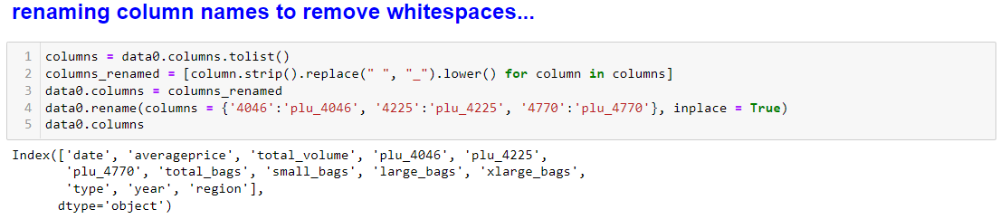 renaming column names to remove whitespaces...
1 columns = data0.columns.tolist()
2 columns_renamed = [column.strip().replace(" ", "_").lower() for column in columns]
3 data0.columns = columns_renamed
4 data0.rename(columns = {'4046':'plu_4046', '4225':'plu_4225', '4770':'plu_4770'}, inplace = True)
5 data0.columns
Index(['date', 'averageprice', 'total_volume', 'plu_4046', 'plu_4225',
'plu_4770', 'total_bags', 'small_bags', 'large_bags', 'xlarge_bags',
'type', 'year', 'region'],
dtype='object')